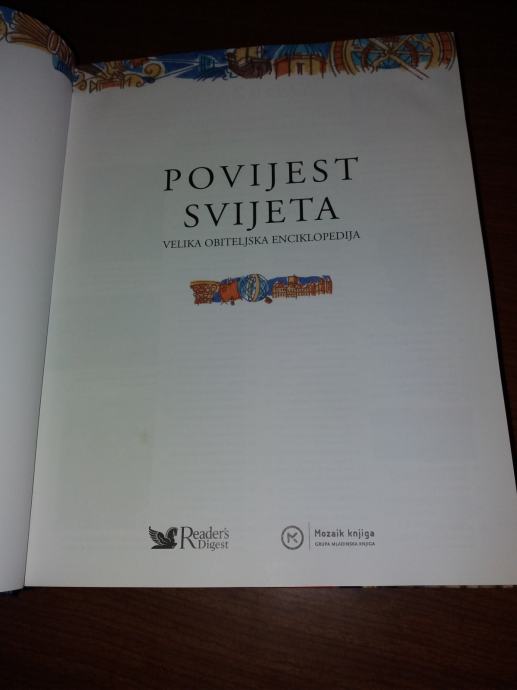 POVIJEST
SVIJETA
VELIKA OBITELJSKA ENCIKLOPEDIJA
Reader's
Digest
Mozaik knjiga
GRUPA MLADINSKA KNJIGA